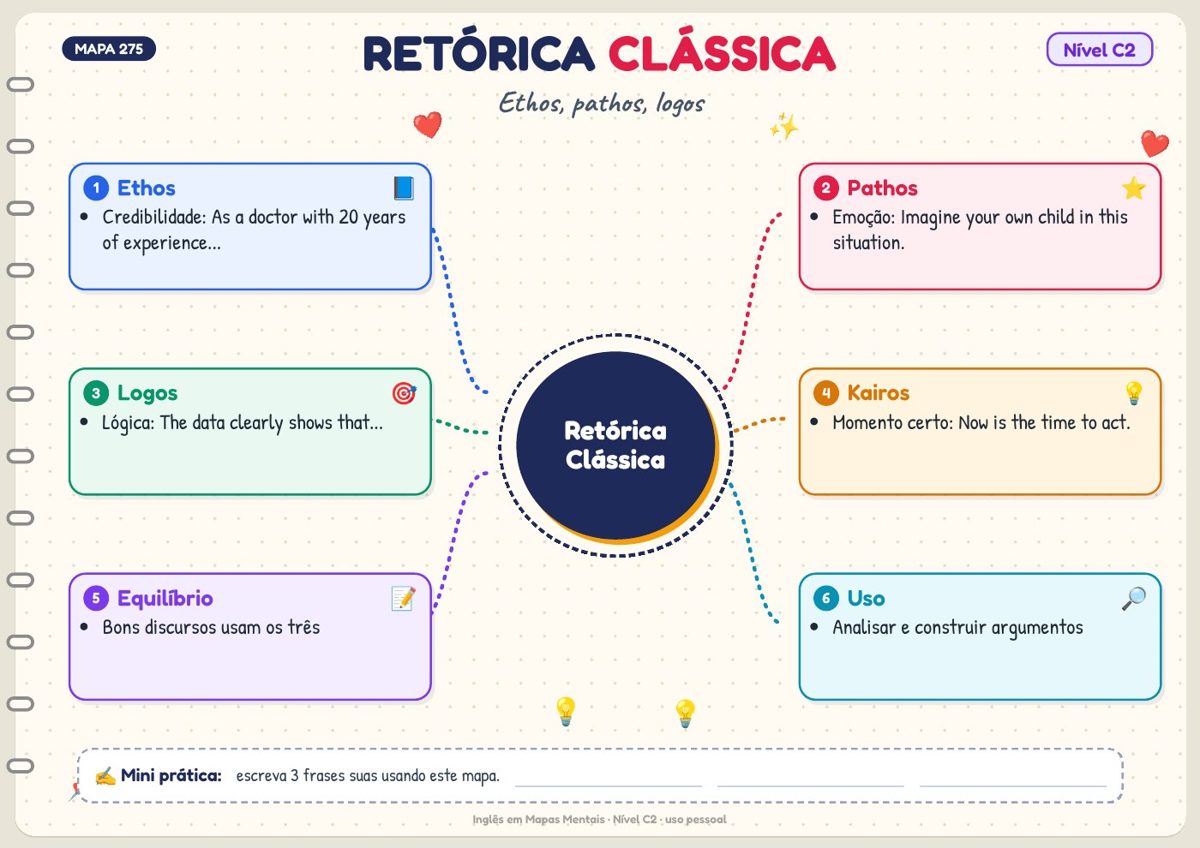 MAPA 275
RETÓRICA CLÁSSICA
Nível C2
Ethos, pathos, logos
1 Ethos
• Credibilidade: As a doctor with 20 years
of experience...
2 Pathos
• Emoção: Imagine your own child in this
situation.
3 Logos
• Lógica: The data clearly shows that...
4 Kairos
• Momento certo: Now is the time to act.
Retórica
Clássica
5 Equilíbrio
• Bons discursos usam os três
6 Uso
• Analisar e construir argumentos
Mini prática: escreva 3 frases suas usando este mapa.
Inglês em Mapas Mentais · Nível C2 · uso pessoal